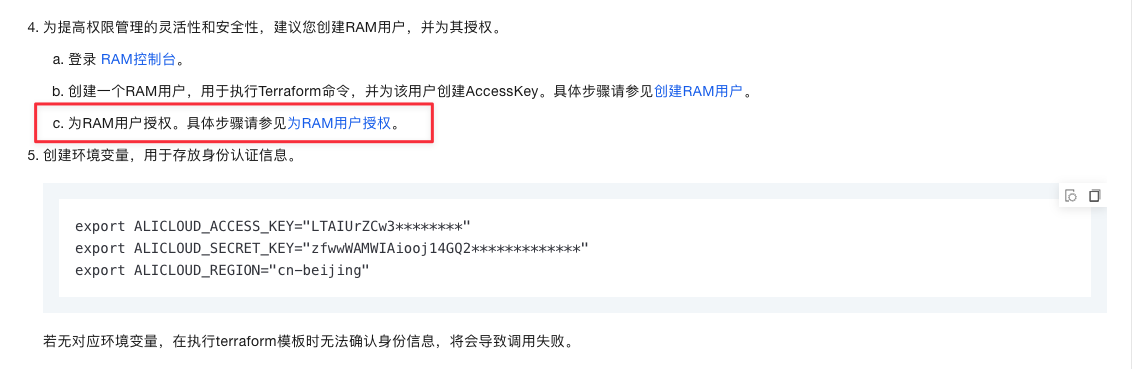 4. 为提高权限管理的灵活性和安全性，建议您创建RAM用户，并为其授权。
a. 登录 RAM控制台。
b. 创建一个RAM用户，用于执行Terraform命令，并为该用户创建AccessKey。具体步骤请参见创建RAM用户。
c. 为RAM用户授权。具体步骤请参见为RAM用户授权。
5. 创建环境变量，用于存放身份认证信息。
export ALICLOUD_ACCESS_KEY="LTAIUrZCw3********"
export ALICLOUD_SECRET_KEY="zfwwWAMWIAiooj14GQ2*************"
export ALICLOUD_REGION="cn-beijing"
若无对应环境变量，在执行terraform模板时无法确认身份信息，将会导致调用失败。